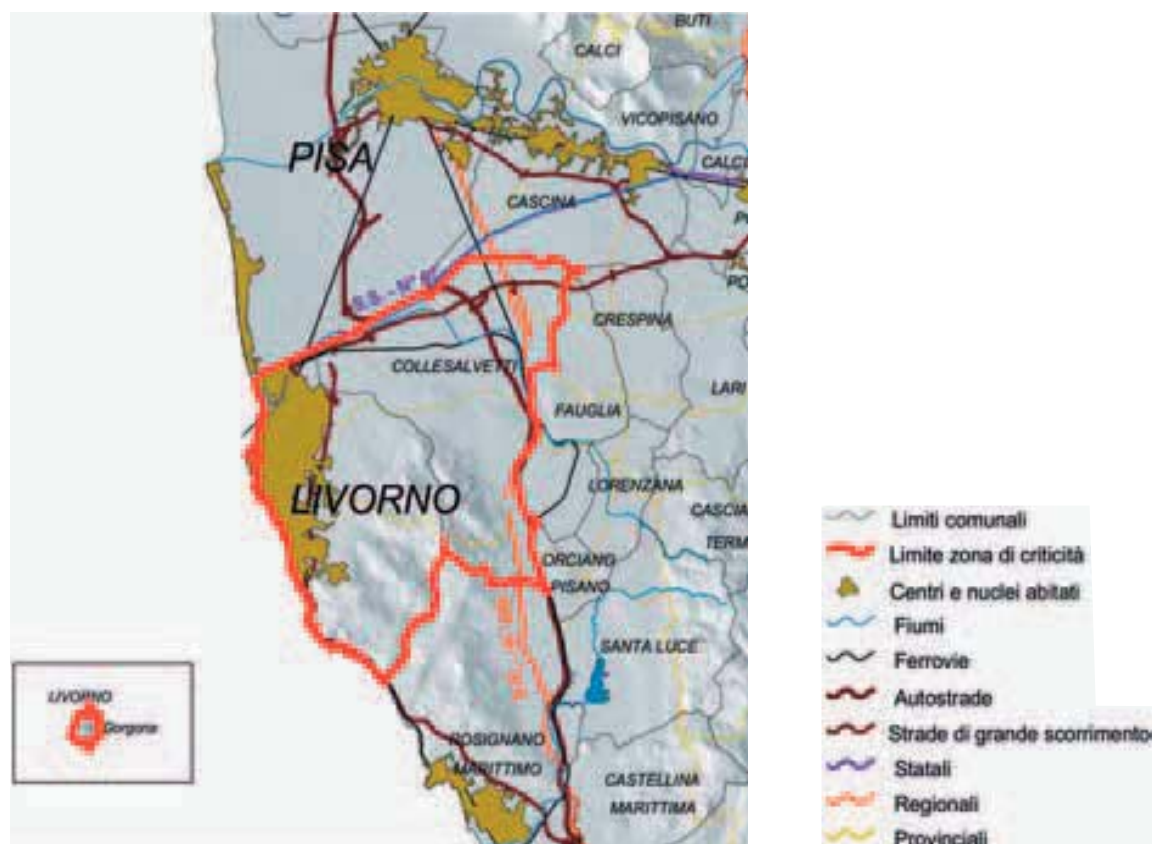 BUTI
CALCI
VICOPISANO
PISA
CASCINA
CRESPINA
COLLESALVETTI
LARI
FAUGLIA
LIVORNO
LORENZANA
CASCIA
TERM
ORCIANO
PISANO
SANTA LUCE
LIVORNO
Gorgona
ROSIGNANO
MARITTIMO
CASTELLINA
MARITTIMA
Limiti comunali
Limite zona di criticità
Centri e nuclei abitati
Fiumi
Ferrovie
Autostrade
Strade di grande scorrimento
Statali
Regionali
Provinciali